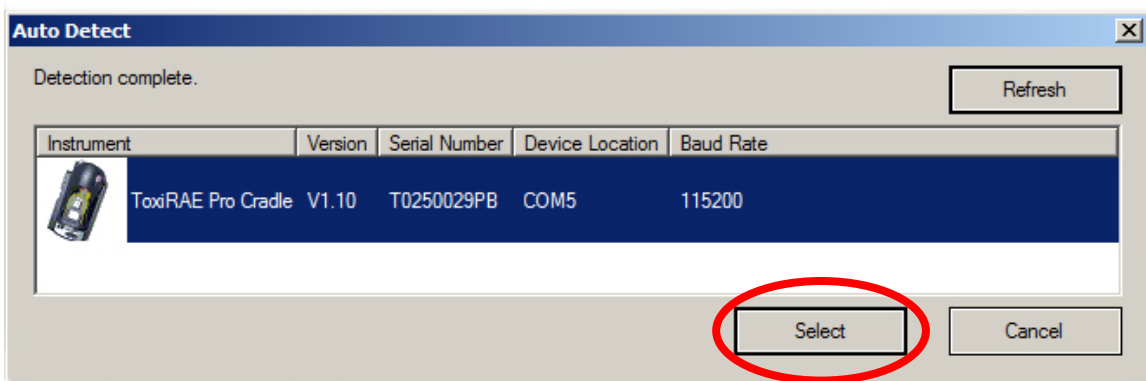 Auto Detect
Detection complete.
Refresh
Instrument Version Serial Number Device Location Baud Rate
ToxiRAE Pro Cradle V1.10 T0250029PB COM5 115200
Select Cancel